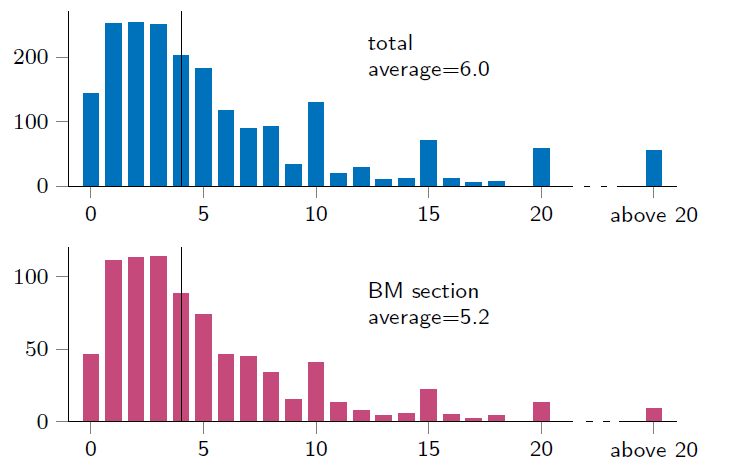 total
average=6.0
200
100
0
0 5 10 15 20 above 20
BM section
average=5.2
100
50
0
0 5 10 15 20 above 20